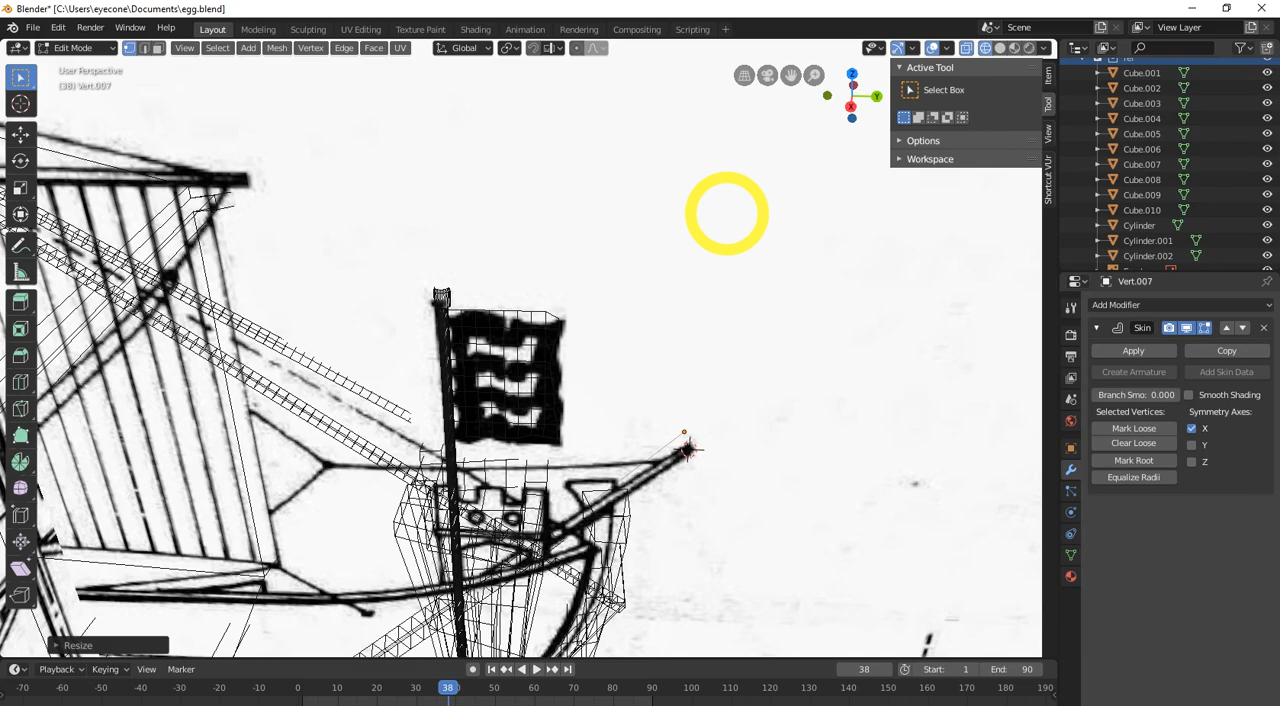 Blender* [C:\Users\eyecone\Documents\egg.blend]
File Edit Render Window Help Layout Modeling Sculpting UV Editing Texture Paint Shading Animation Rendering Compositing Scripting + Scene View Layer
Edit Mode View Select Add Mesh Vertex Edge Face UV Global
User Perspective
(38) Vert.007
Active Tool
Select Box
Options
Workspace
Item
Tool
View
Shortcut VUr
Z
Y
X
Cube.001
Cube.002
Cube.003
Cube.004
Cube.005
Cube.006
Cube.007
Cube.008
Cube.009
Cube.010
Cylinder
Cylinder.001
Cylinder.002
Vert.007
Add Modifier
Skin
Apply Copy
Create Armature Add Skin Data
Branch Smo: 0.000 Smooth Shading
Selected Vertices: Symmetry Axes:
Mark Loose X
Clear Loose Y
Mark Root Z
Equalize Radii
Resize
Playback Keying View Marker 38 Start: 1 End: 90
-70 -60 -50 -40 -30 -20 -10 0 10 20 30 38 50 60 70 80 90 100 110 120 130 140 150 160 170 180 190